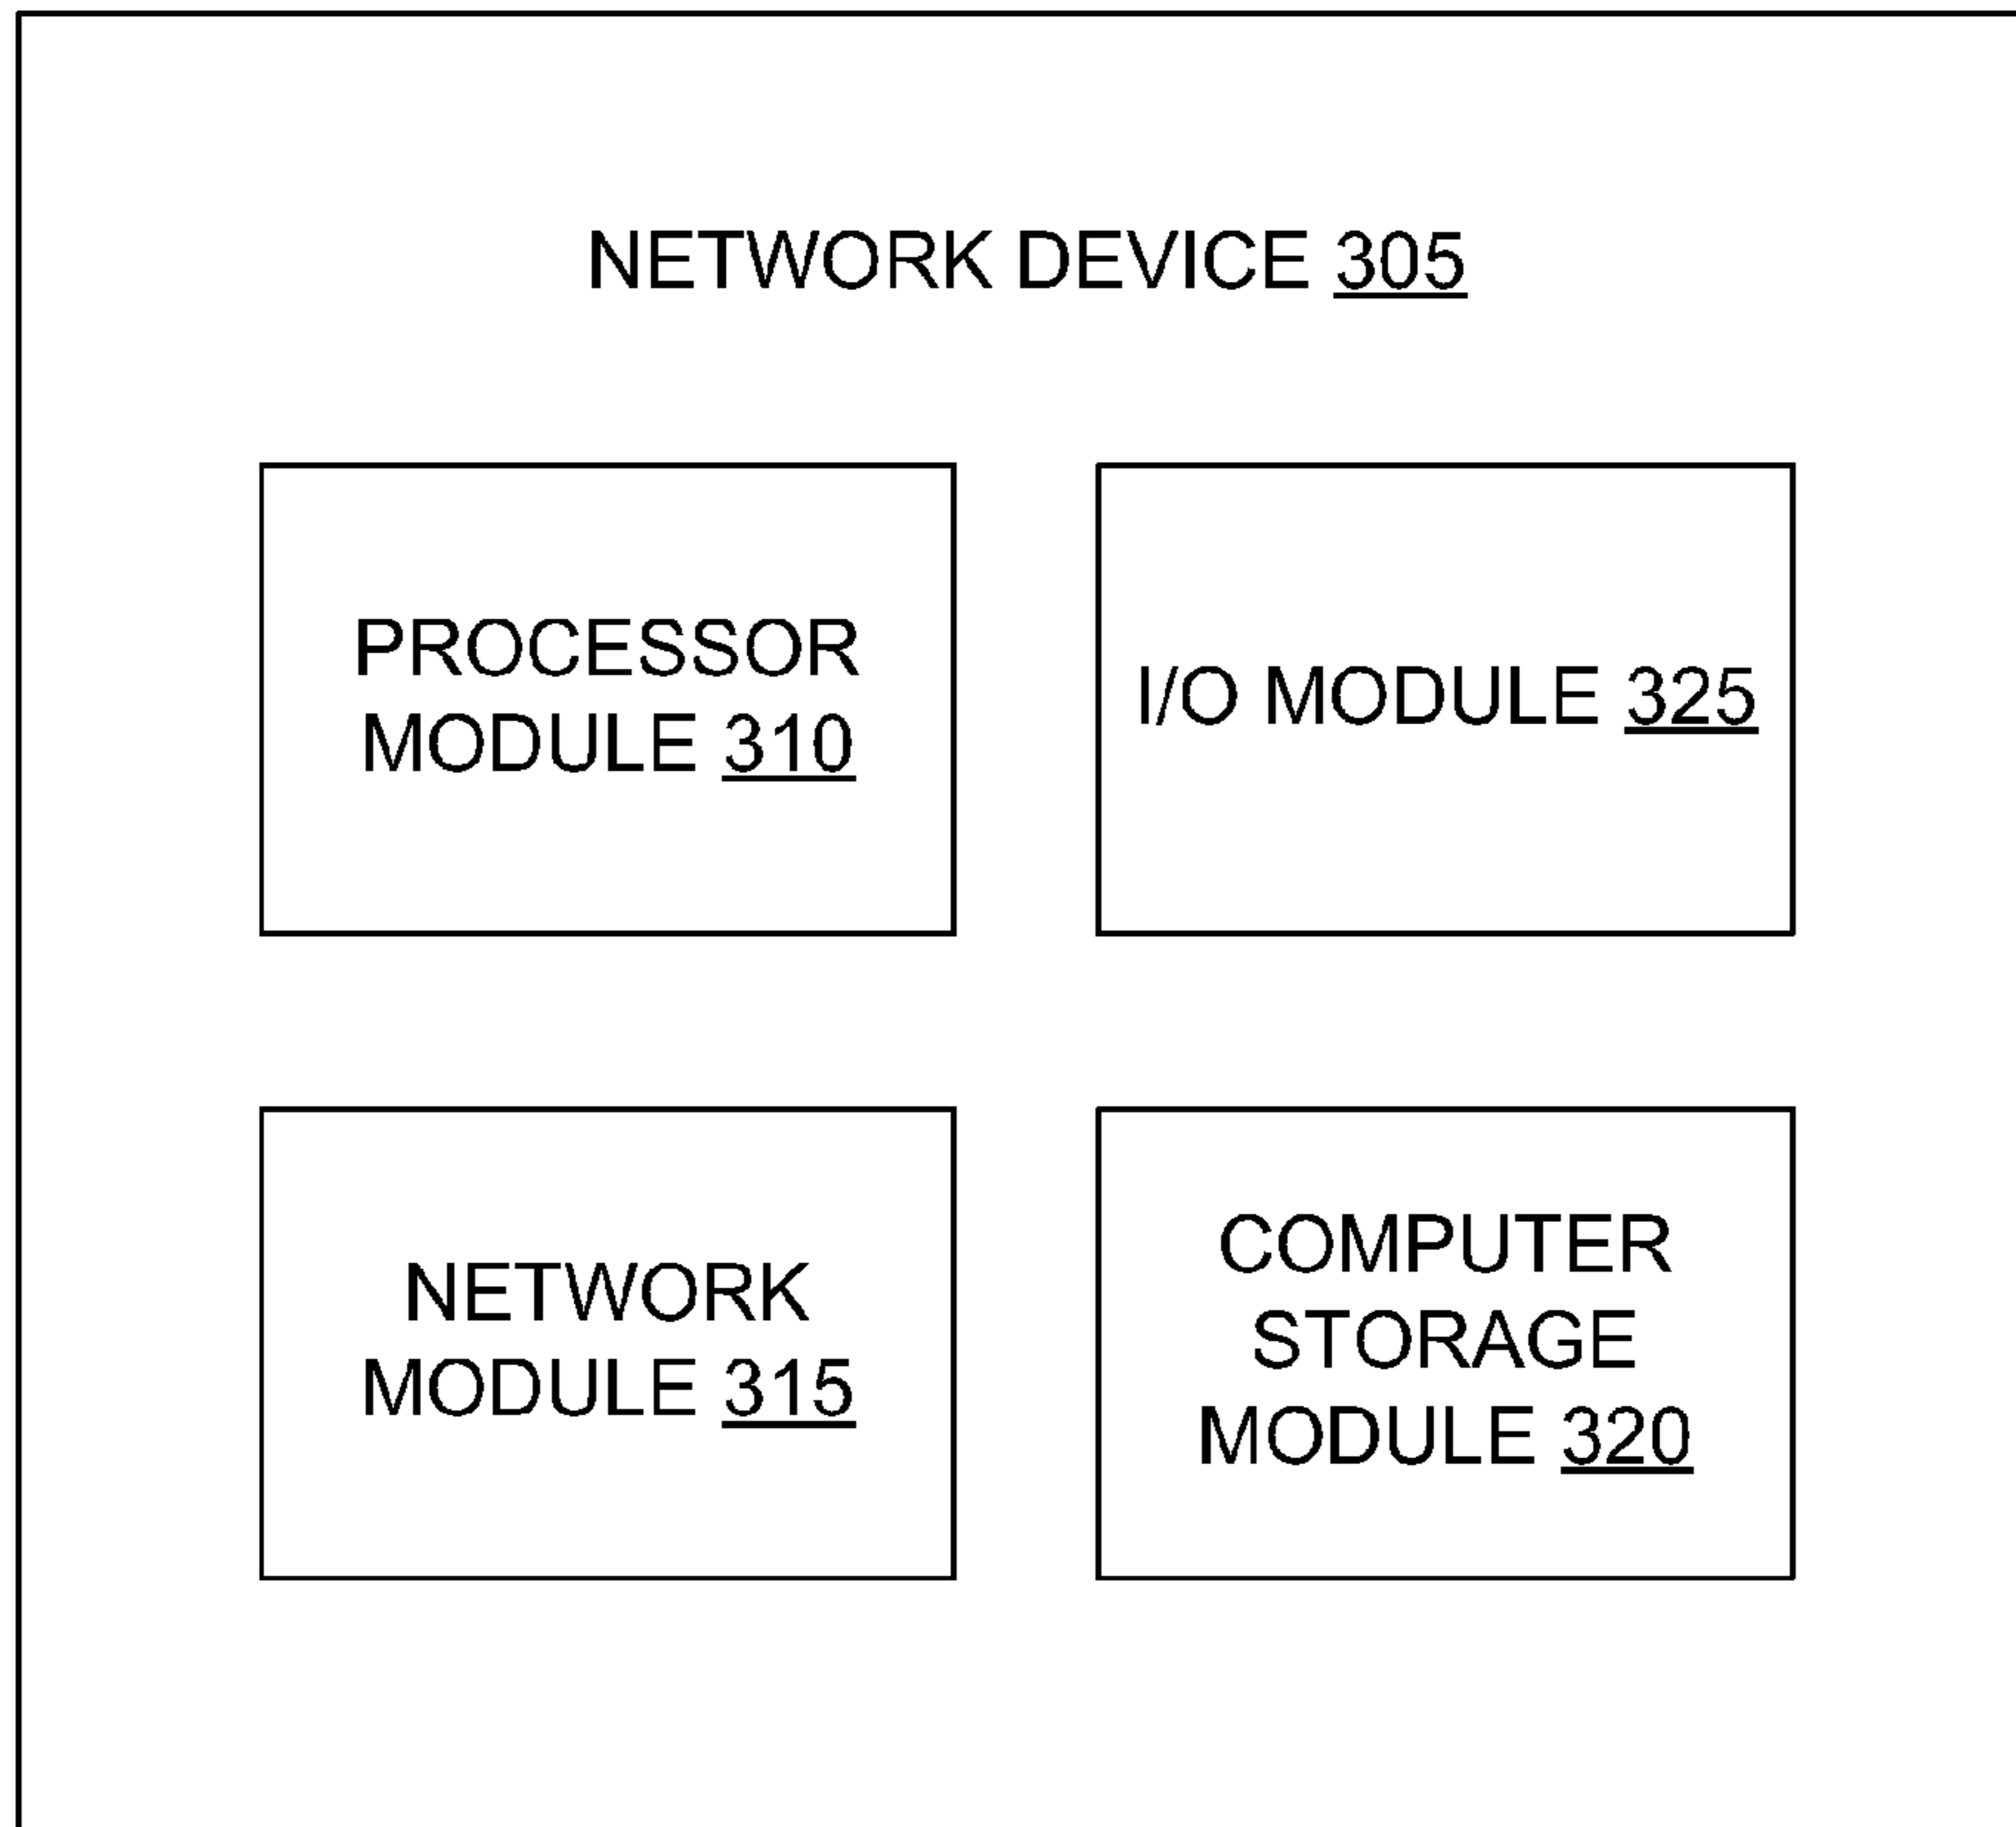 NETWORK DEVICE 305
PROCESSOR
MODULE 310
I/O MODULE 325
NETWORK
MODULE 315
COMPUTER
STORAGE
MODULE 320